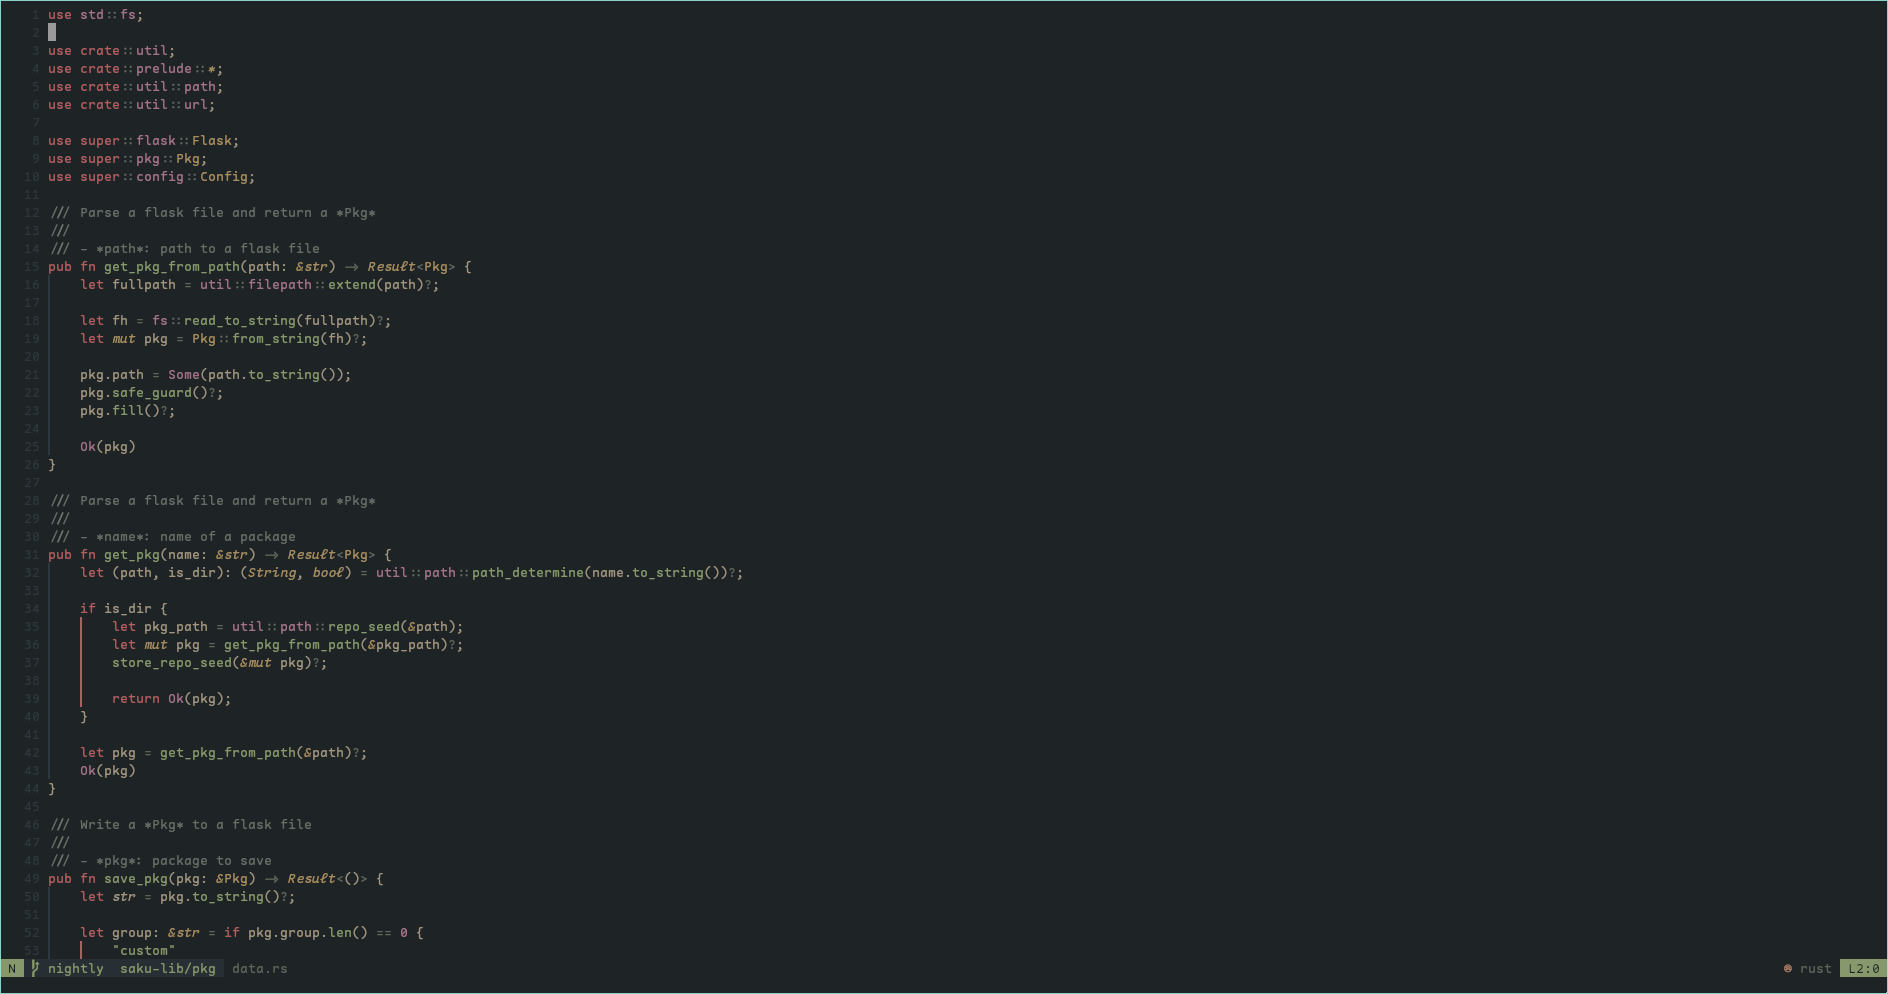 1 use std::fs;
2
3 use crate::util;
4 use crate::prelude::*;
5 use crate::util::path;
6 use crate::util::url;
7
8 use super::flask::Flask;
9 use super::pkg::Pkg;
10 use super::config::Config;
11
12 /// Parse a flask file and return a *Pkg*
13 ///
14 /// - *path*: path to a flask file
15 pub fn get_pkg_from_path(path: &str) -> Result<Pkg> {
16     let fullpath = util::filepath::extend(path)?;
17
18     let fh = fs::read_to_string(fullpath)?;
19     let mut pkg = Pkg::from_string(fh)?;
20
21     pkg.path = Some(path.to_string());
22     pkg.safe_guard()?;
23     pkg.fill()?;
24
25     Ok(pkg)
26 }
27
28 /// Parse a flask file and return a *Pkg*
29 ///
30 /// - *name*: name of a package
31 pub fn get_pkg(name: &str) -> Result<Pkg> {
32     let (path, is_dir): (String, bool) = util::path::path_determine(name.to_string())?;
33
34     if is_dir {
35         let pkg_path = util::path::repo_seed(&path);
36         let mut pkg = get_pkg_from_path(&pkg_path)?;
37         store_repo_seed(&mut pkg)?;
38
39         return Ok(pkg);
40     }
41
42     let pkg = get_pkg_from_path(&path)?;
43     Ok(pkg)
44 }
45
46 /// Write a *Pkg* to a flask file
47 ///
48 /// - *pkg*: package to save
49 pub fn save_pkg(pkg: &Pkg) -> Result<()> {
50     let str = pkg.to_string()?;
51
52     let group: &str = if pkg.group.len() == 0 {
53         "custom"
N nightly saku-lib/pkg data.rs rust L2:0